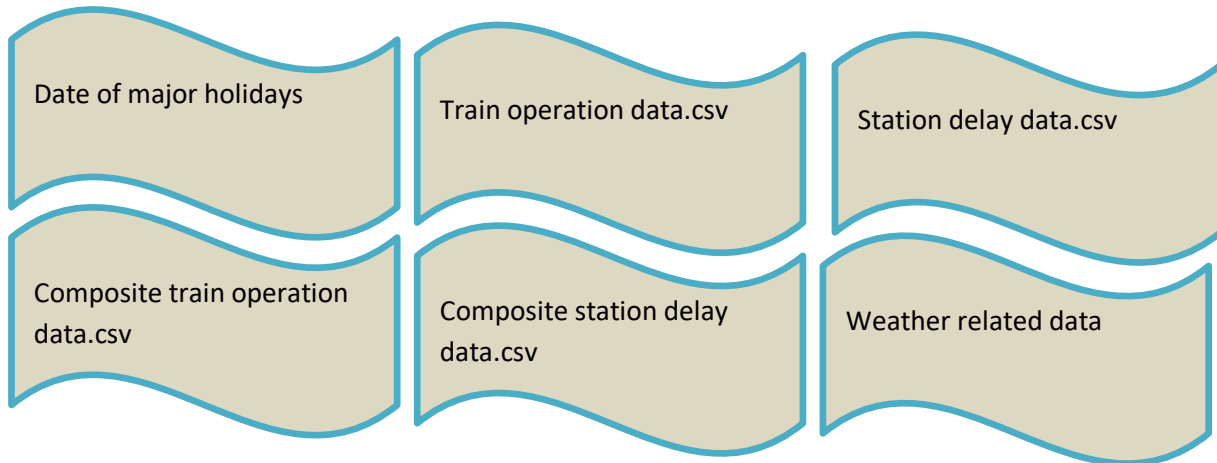 Date of major holidays
Train operation data.csv
Station delay data.csv
Composite train operation
data.csv
Composite station delay
data.csv
Weather related data